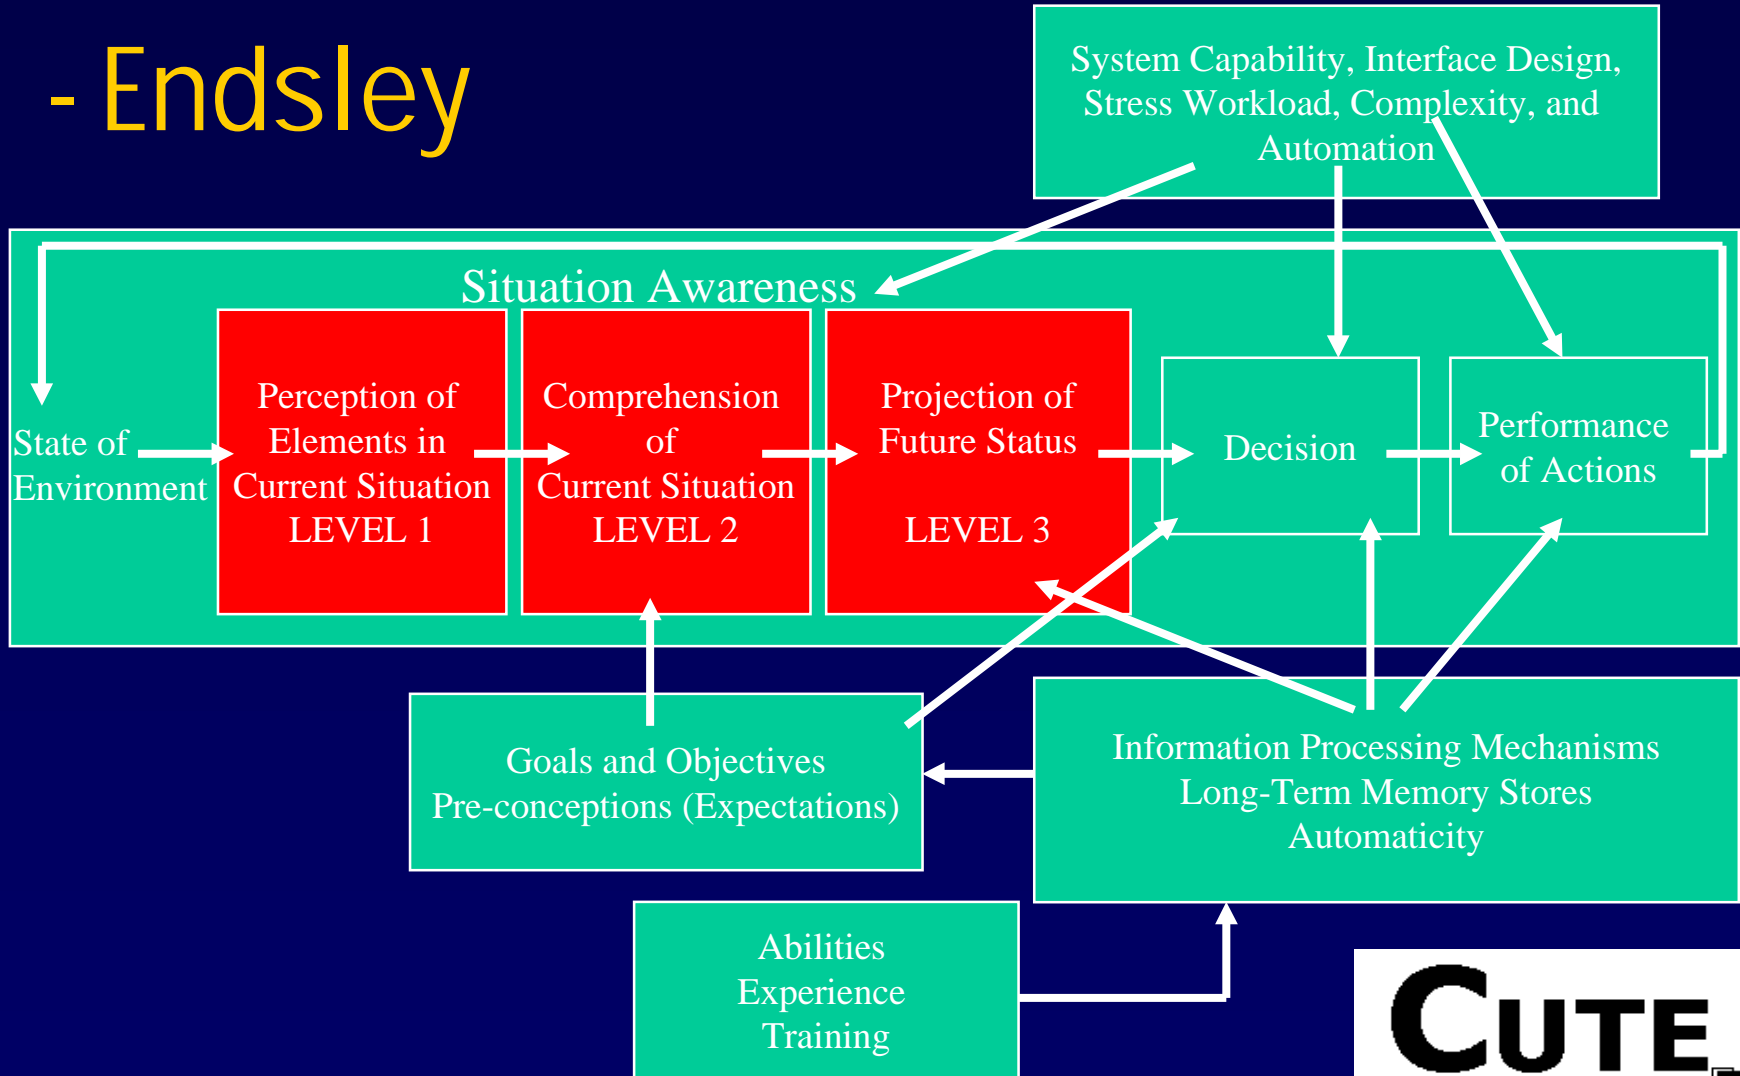 - Endsley
System Capability, Interface Design,
Stress Workload, Complexity, and
Automation
Situation Awareness
State of
Environment
Perception of
Elements in
Current Situation
LEVEL 1
Comprehension
of
Current Situation
LEVEL 2
Projection of
Future Status
LEVEL 3
Decision
Performance
of Actions
Goals and Objectives
Pre-conceptions (Expectations)
Information Processing Mechanisms
Long-Term Memory Stores
Automaticity
Abilities
Experience
Training
CUTE